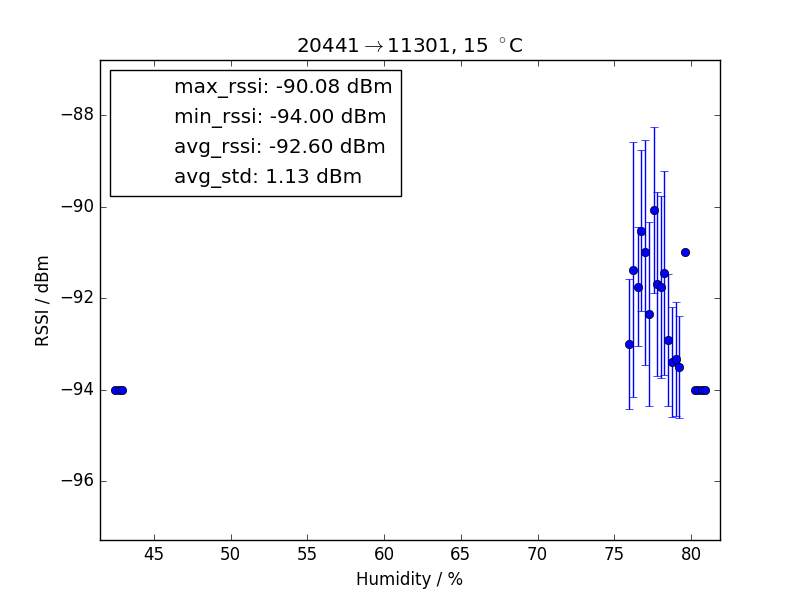 20441→11301, 15 °C
max_rssi: -90.08 dBm
min_rssi: -94.00 dBm
avg_rssi: -92.60 dBm
avg_std: 1.13 dBm
RSSI / dBm
−88
−90
−92
−94
−96
45 50 55 60 65 70 75 80
Humidity / %